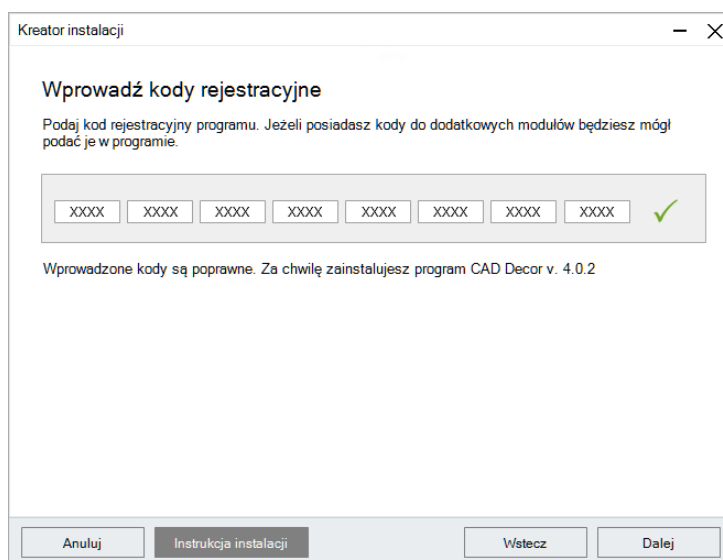 Kreator instalacji
Wprowadź kody rejestracyjne
Podaj kod rejestracyjny programu. Jeżeli posiadasz kody do dodatkowych modułów będziesz mógł
podać je w programie.
XXXX XXXX XXXX XXXX XXXX XXXX XXXX XXXX
Wprowadzone kody są poprawne. Za chwilę zainstalujesz program CAD Decor v. 4.0.2
Anuluj Instrukcja instalacji Wstecz Dalej